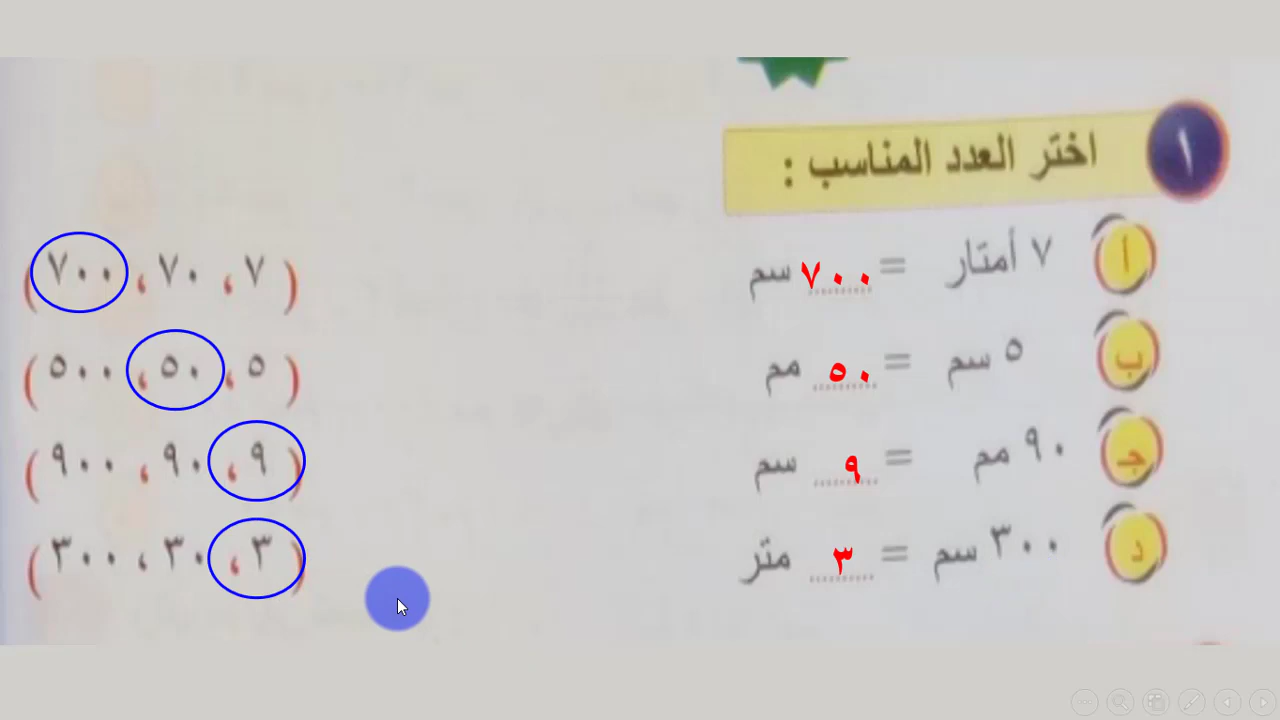 ١ اختر العدد المناسب :
أ ٧ أمتار = ٧٠٠ سم ( ٧ ، ٧٠ ، ٧٠٠ )
ب ٥ سم = ٥٠ مم ( ٥ ، ٥٠ ، ٥٠٠ )
جـ ٩٠ مم = ٩ سم ( ٩ ، ٩٠ ، ٩٠٠ )
د ٣٠٠ سم = ٣ متر ( ٣ ، ٣٠ ، ٣٠٠ )